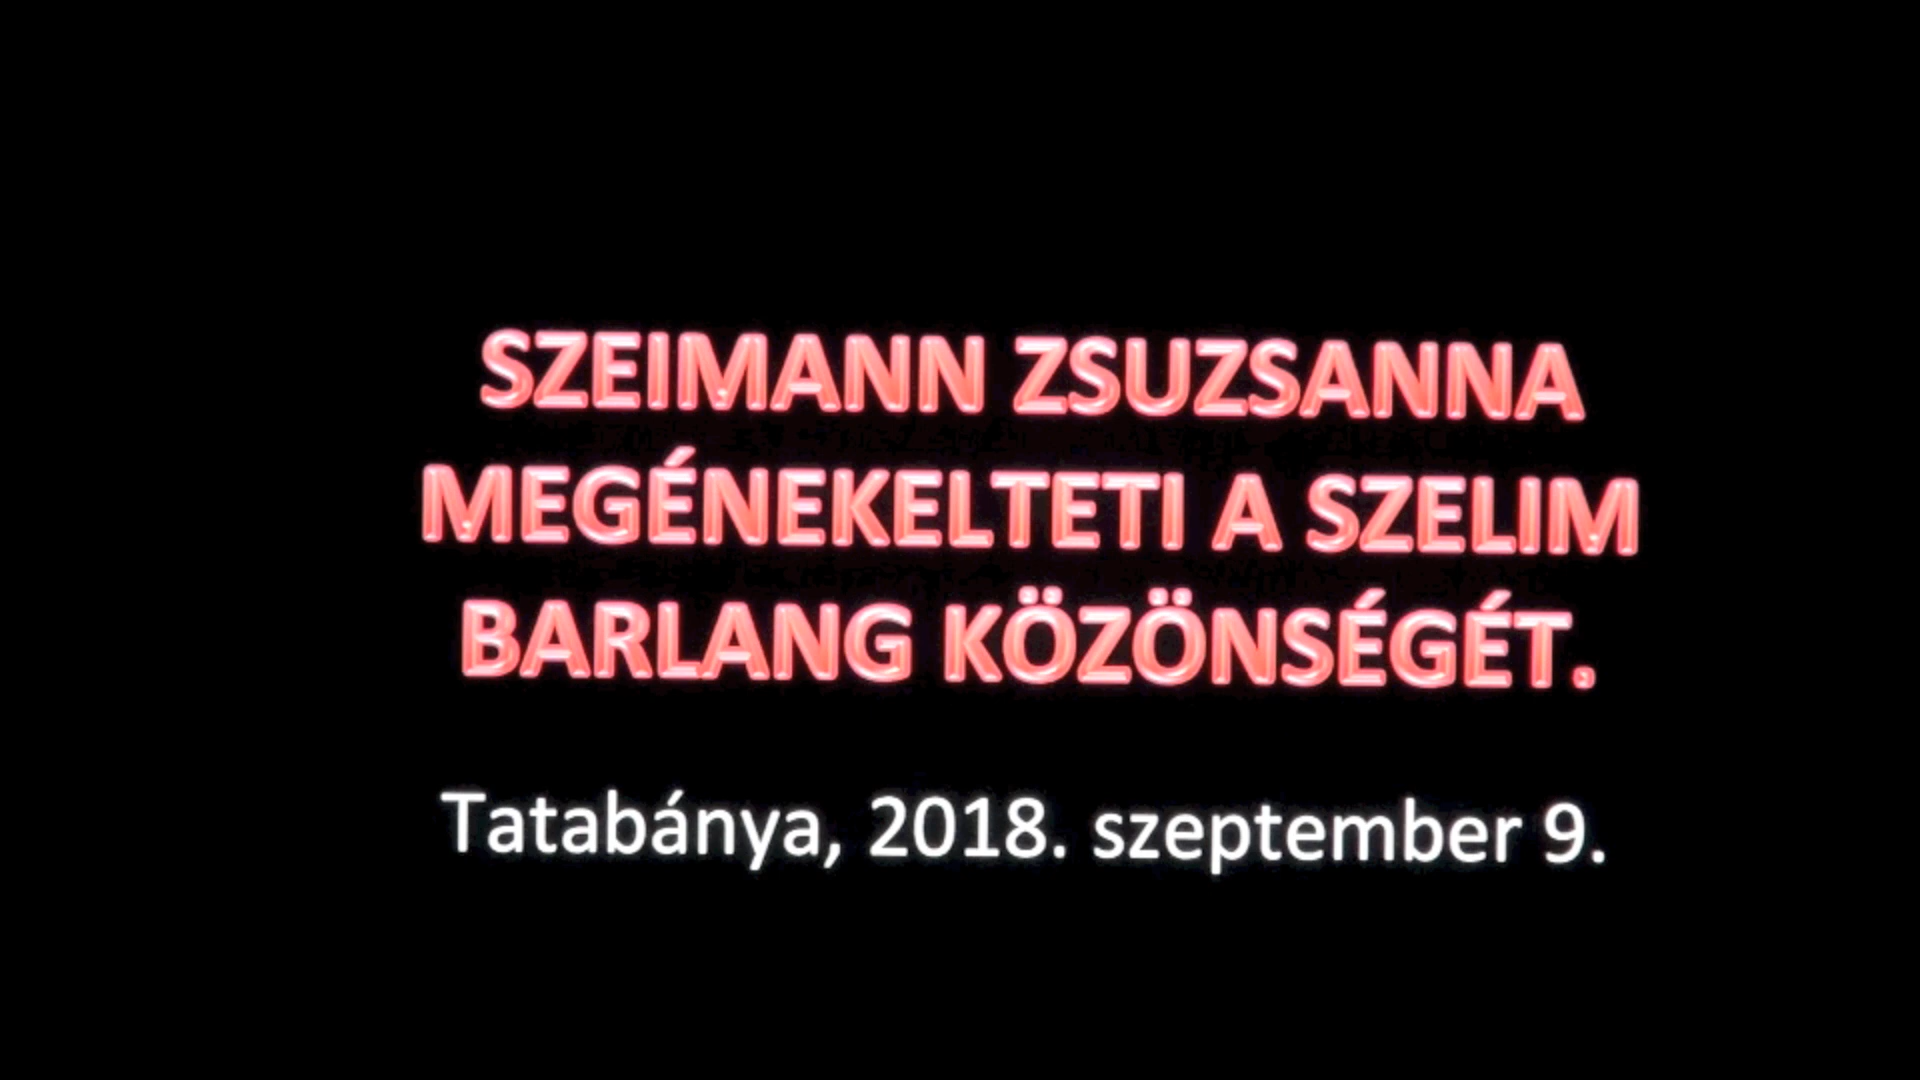 SZEIMANN ZSUZSANNA
MEGÉNEKELTETI A SZELIM
BARLANG KÖZÖNSÉGÉT.
Tatabánya, 2018. szeptember 9.